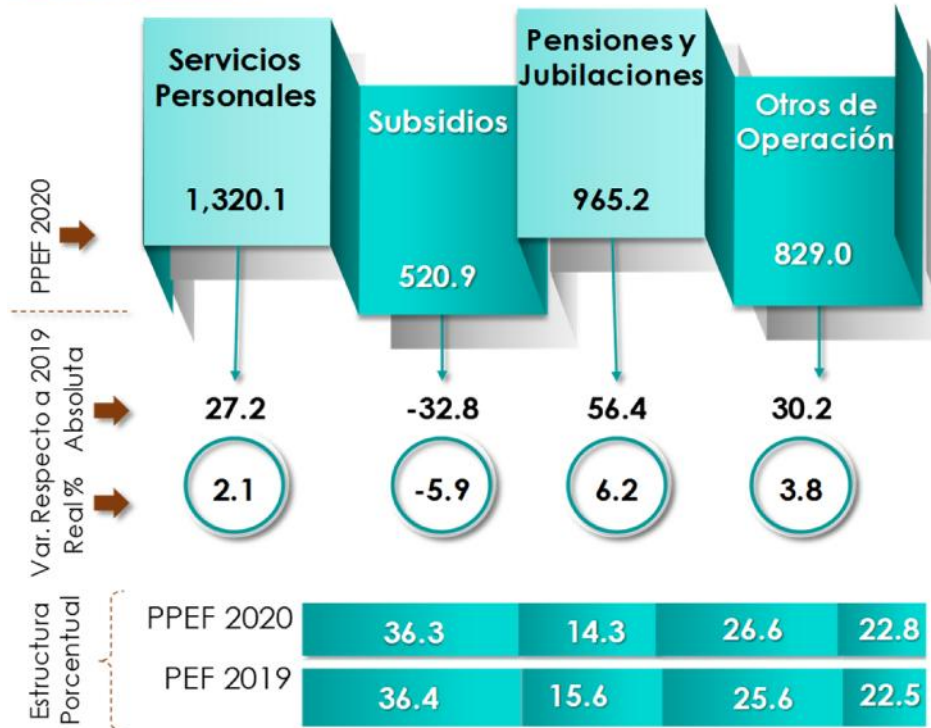 Servicios
Personales
1,320.1
Subsidios
520.9
Pensiones y
Jubilaciones
965.2
Otros de
Operación
829.0
PPEF 2020
Var. Respecto a 2019
Absoluta
27.2 -32.8 56.4 30.2
Real %
2.1 -5.9 6.2 3.8
Estructura
Porcentual
PPEF 2020 36.3 14.3 26.6 22.8
PEF 2019 36.4 15.6 25.6 22.5